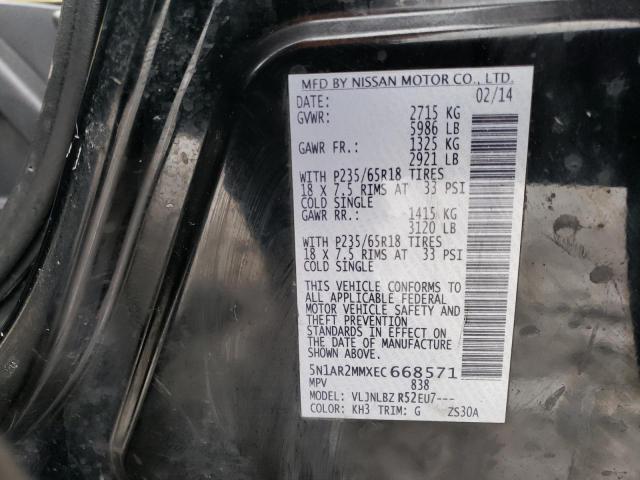 MFD BY NISSAN MOTOR CO., LTD.
DATE: 02/14
GVWR: 2715 KG
5986 LB
GAWR FR.: 1325 KG
2921 LB
WITH P235/65R18 TIRES
18 X 7.5 RIMS AT 33 PSI
COLD SINGLE
GAWR RR.: 1415 KG
3120 LB
WITH P235/65R18 TIRES
18 X 7.5 RIMS AT 33 PSI
COLD SINGLE
THIS VEHICLE CONFORMS TO
ALL APPLICABLE FEDERAL
MOTOR VEHICLE SAFETY AND
THEFT PREVENTION
STANDARDS IN EFFECT ON
THE DATE OF MANUFACTURE
SHOWN ABOVE.
5N1AR2MMXEC668571
MPV 838
MODEL: VLJNLBZ R52EU7---
COLOR: KH3 TRIM: G ZS30A